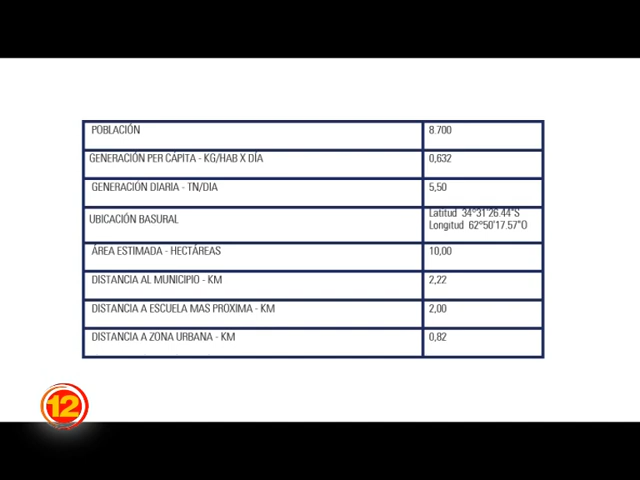 POBLACIÓN 8.700
GENERACIÓN PER CÁPITA - KG/HAB X DÍA 0,632
GENERACIÓN DIARIA - TN/DIA 5,50
UBICACIÓN BASURAL Latitud 34°31'26.44"S
Longitud 62°50'17.57"O
ÁREA ESTIMADA - HECTÁREAS 10,00
DISTANCIA AL MUNICIPIO - KM 2,22
DISTANCIA A ESCUELA MAS PROXIMA - KM 2,00
DISTANCIA A ZONA URBANA - KM 0,82
12